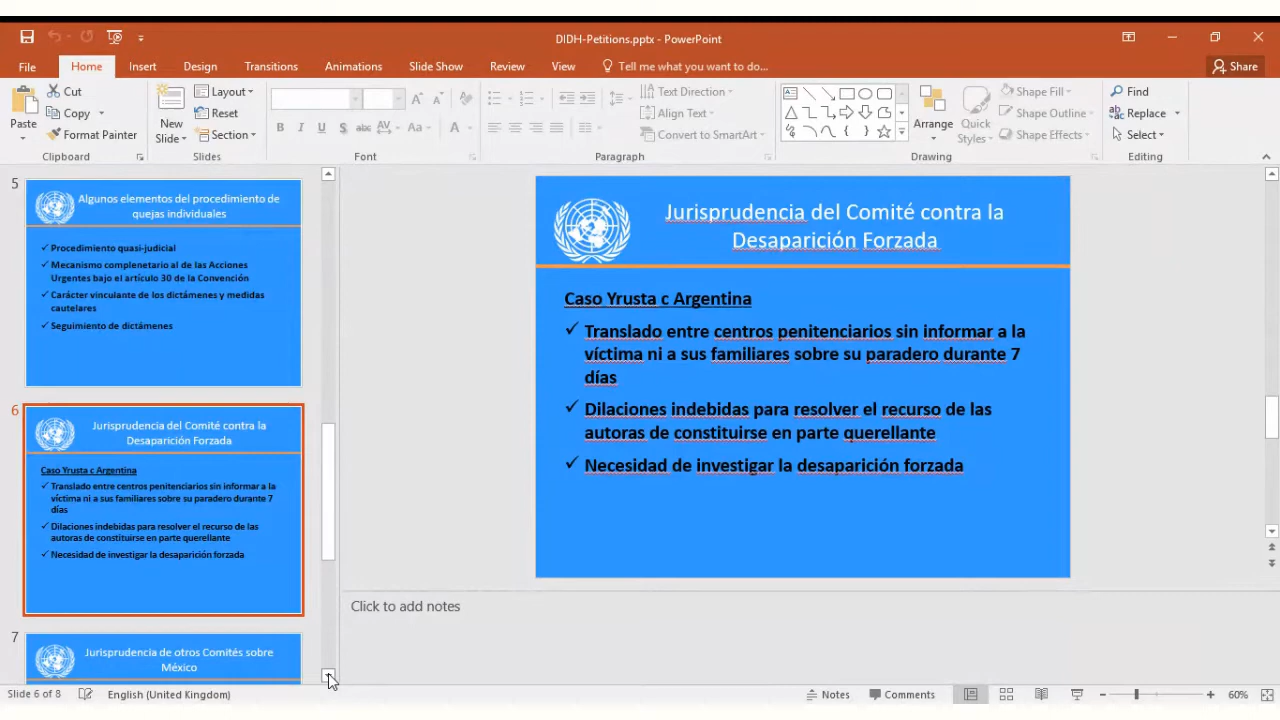 DIDH-Petitions.pptx - PowerPoint
File Home Insert Design Transitions Animations Slide Show Review View Tell me what you want to do... Share
Cut
Copy
Format Painter
Paste
Clipboard
New
Slide
Layout
Reset
Section
Slides
B I U S abc AV Aa A
Font
Text Direction
Align Text
Convert to SmartArt
Paragraph
Arrange
Quick
Styles
Shape Fill
Shape Outline
Shape Effects
Drawing
Find
Replace
Select
Editing
5
Algunos elementos del procedimiento de
quejas individuales
Procedimiento quasi-judicial
Mecanismo complenetario al de las Acciones
Urgentes bajo el artículo 30 de la Convención
Carácter vinculante de los dictámenes y medidas
cautelares
Seguimiento de dictámenes
6
Jurisprudencia del Comité contra la
Desaparición Forzada
Caso Yrusta c Argentina
Translado entre centros penitenciarios sin informar a la
víctima ni a sus familiares sobre su paradero durante 7
días
Dilaciones indebidas para resolver el recurso de las
autoras de constituirse en parte querellante
Necesidad de investigar la desaparición forzada
7
Jurisprudencia de otros Comités sobre
México
Jurisprudencia del Comité contra la
Desaparición Forzada
Caso Yrusta c Argentina
Translado entre centros penitenciarios sin informar a la
víctima ni a sus familiares sobre su paradero durante 7
días
Dilaciones indebidas para resolver el recurso de las
autoras de constituirse en parte querellante
Necesidad de investigar la desaparición forzada
Click to add notes
Slide 6 of 8 English (United Kingdom) Notes Comments 60%